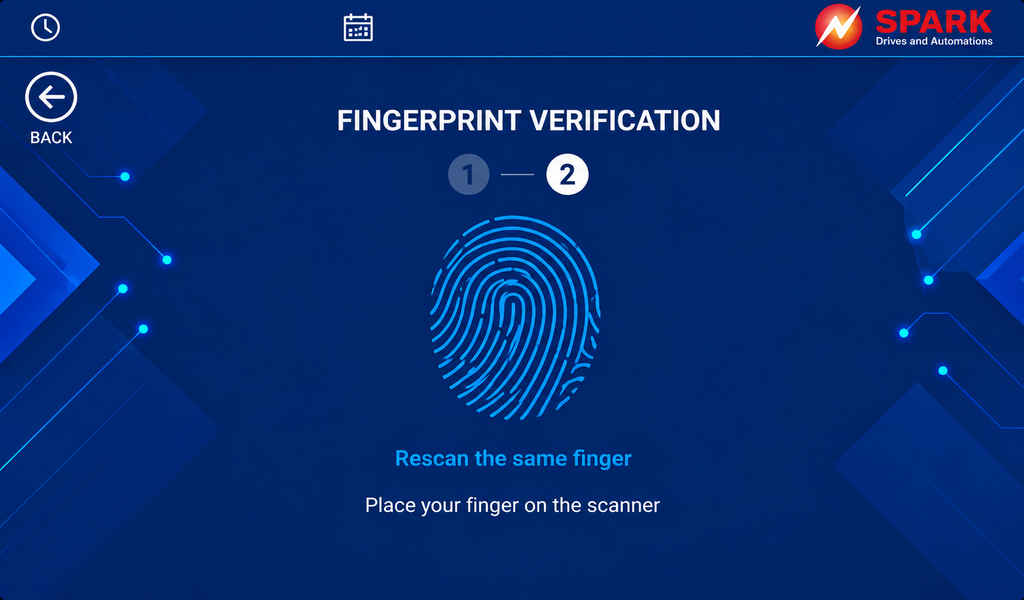 SPARK
Drives and Automations
BACK
FINGERPRINT VERIFICATION
1
2
Rescan the same finger
Place your finger on the scanner